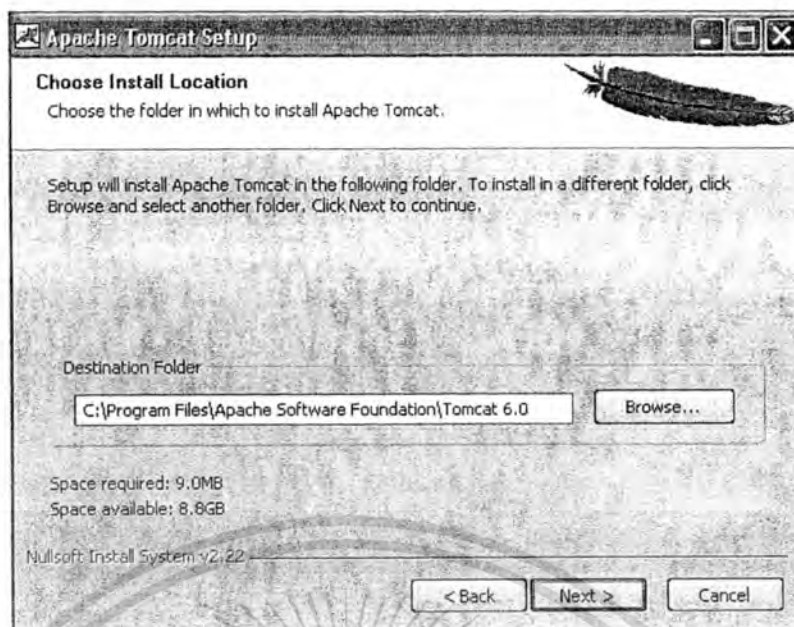 Apache Tomcat Setup
Choose Install Location
Choose the folder in which to install Apache Tomcat.
Setup will install Apache Tomcat in the following folder. To install in a different folder, click
Browse and select another folder. Click Next to continue.
Destination Folder
C:\Program Files\Apache Software Foundation\Tomcat 6.0
Browse...
Space required: 9.0MB
Space available: 8.8GB
Nullsoft Install System v2.22
< Back
Next >
Cancel